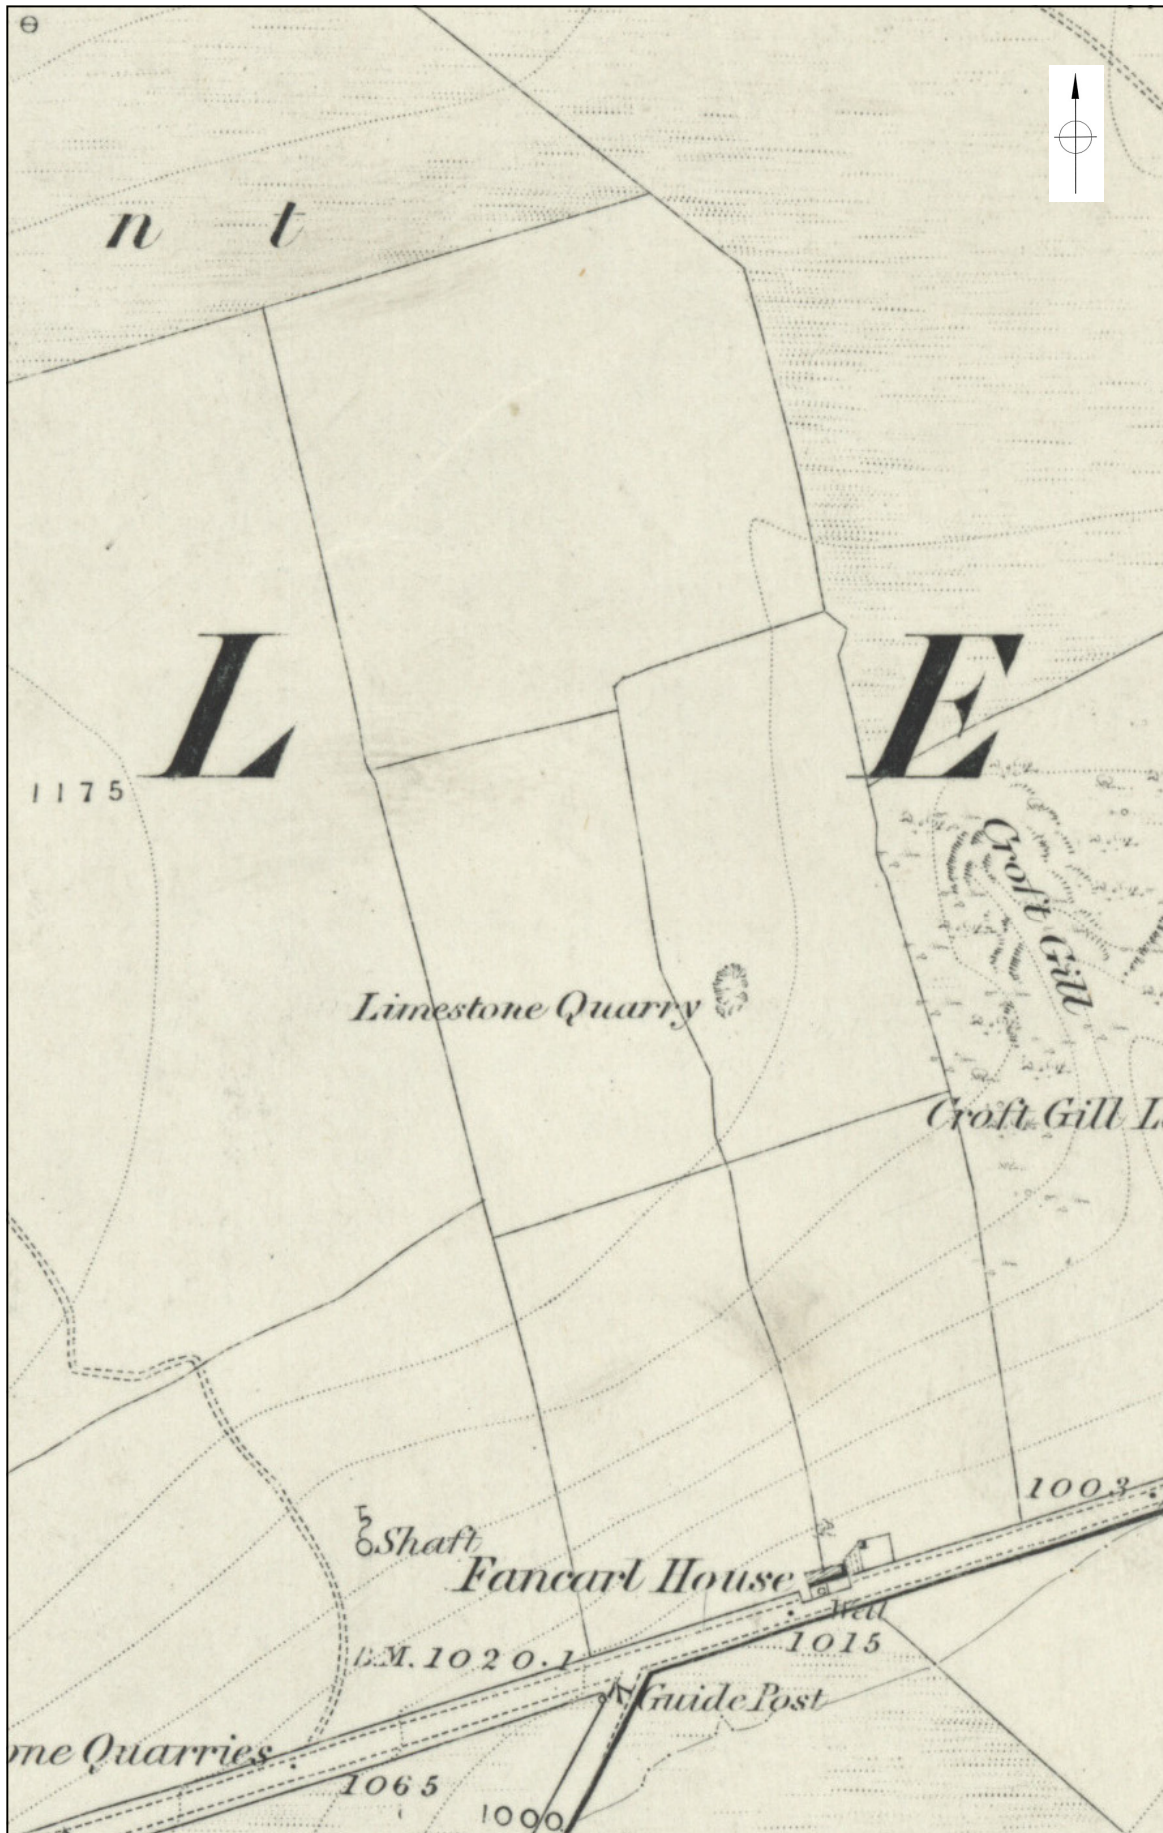 n t
L E
1175
Croft Gill
Limestone Quarry
Croft Gill L
1003
Shaft
Fancarl House
Well
B.M. 1020.1
1015
Guide Post
ne Quarries
1065
1000